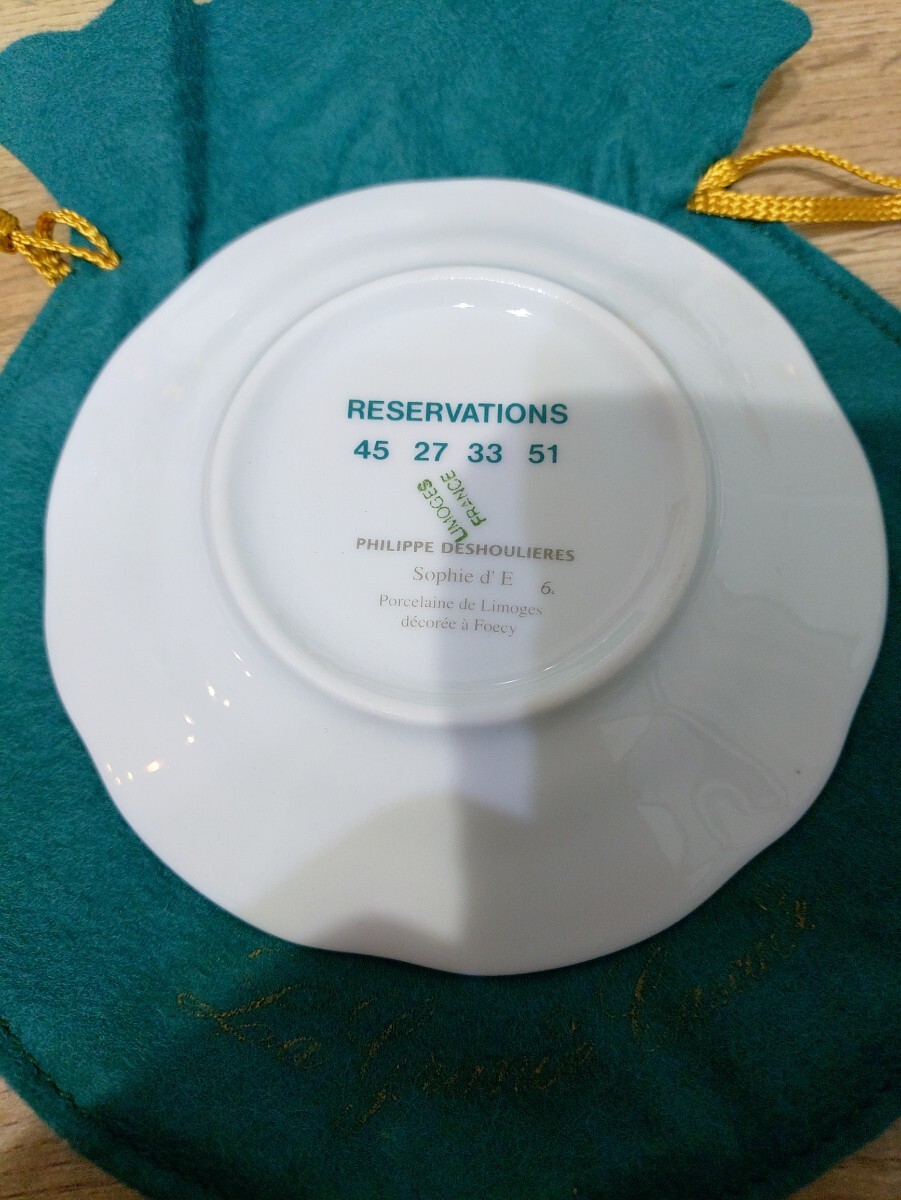 RESERVATIONS
45 27 33 51
LIMOGES
FRANCE
PHILIPPE DESHOULIERES
Sophie d' E
6.
Porcelaine de Limoges
décorée à Foecy